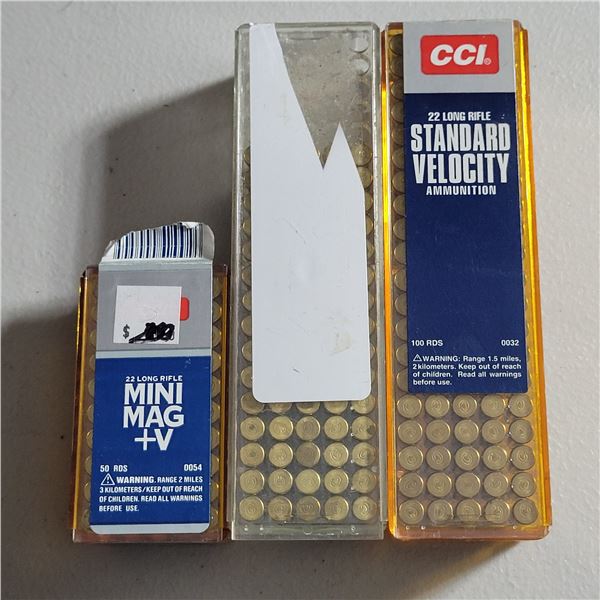 $
22 LONG RIFLE
MINI
MAG
+V
50 RDS 0054
WARNING. RANGE 2 MILES
3 KILOMETERS/KEEP OUT OF REACH
OF CHILDREN. READ ALL WARNINGS
BEFORE USE.
CCI
22 LONG RIFLE
STANDARD
VELOCITY
AMMUNITION
100 RDS 0032
WARNING: Range 1.5 miles,
2 kilometers. Keep out of reach
of children. Read all warnings
before use.